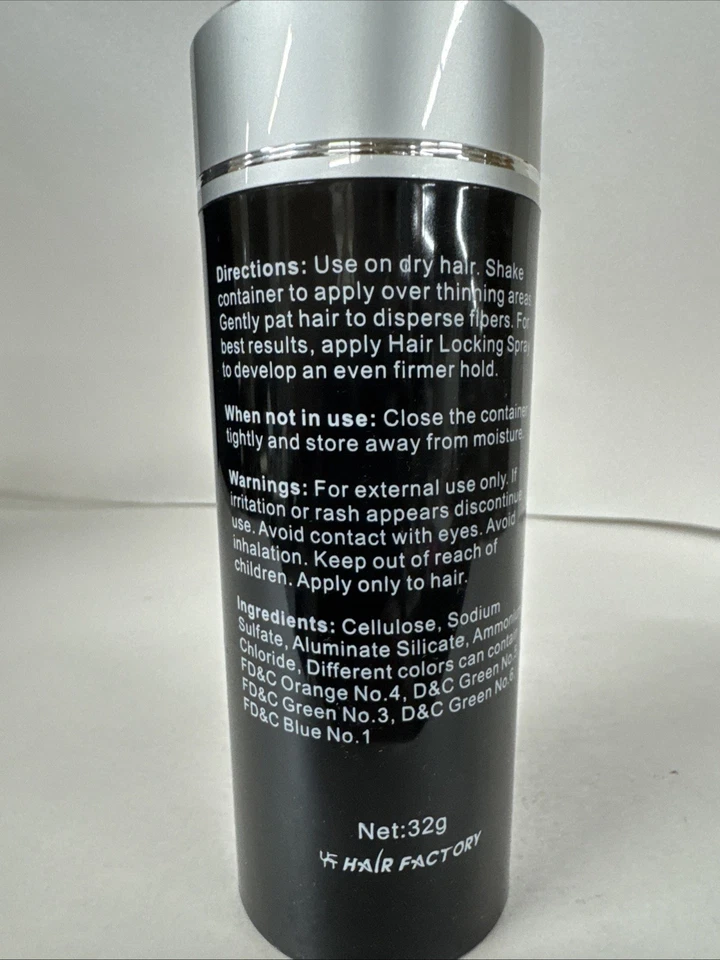 Directions: Use on dry hair. Shake
container to apply over thinning areas
Gently pat hair to disperse fibers. For
best results, apply Hair Locking Spray
to develop an even firmer hold.
When not in use: Close the container
tightly and store away from moisture.
Warnings: For external use only. If
irritation or rash appears discontinue
use. Avoid contact with eyes. Avoid
inhalation. Keep out of reach of
children. Apply only to hair.
Ingredients: Cellulose, Sodium
Sulfate, Aluminate Silicate, Ammonium
Chloride, Different colors can contain
FD&C Orange No.4, D&C Green No.
FD&C Green No.3, D&C Green No.6
FD&C Blue No.1
Net:32g
HAIR FACTORY